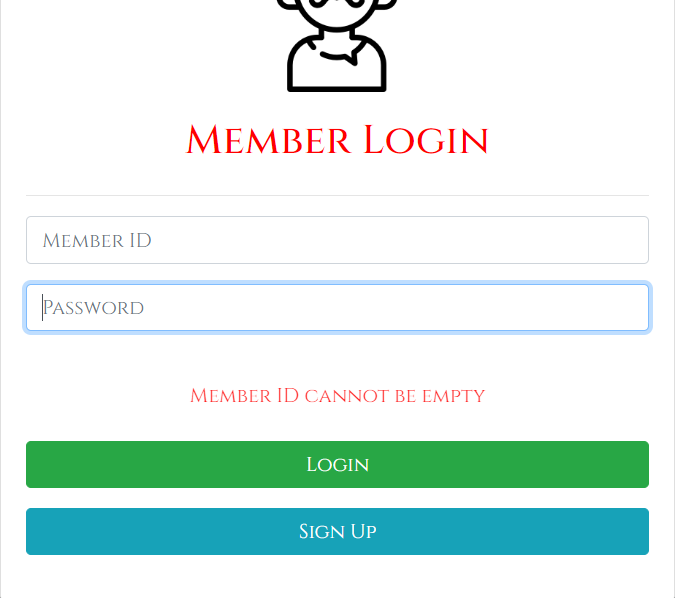 Member Login
Member ID
Password
Member ID cannot be empty
Login
Sign Up